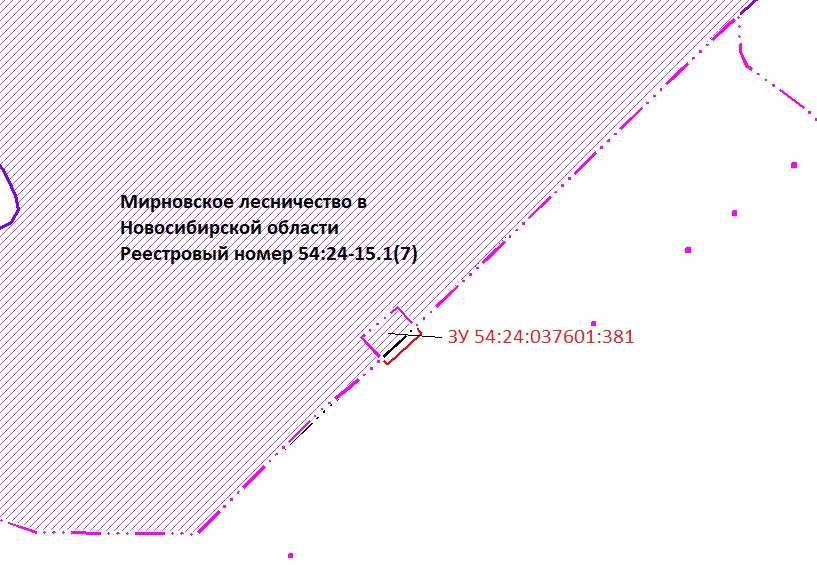 Мирновское лесничество в
Новосибирской области
Реестровый номер 54:24-15.1(7)
ЗУ 54:24:037601:381